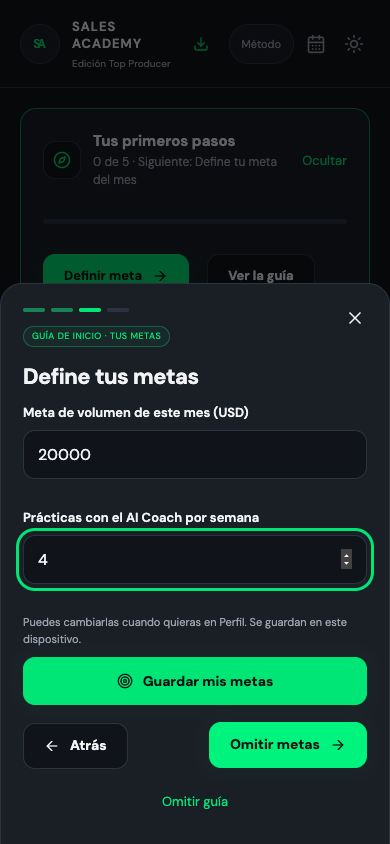 SA
SALES
ACADEMY
Edición Top Producer
Método
Tus primeros pasos
0 de 5 · Siguiente: Define tu meta
del mes
Ocultar
Definir meta
Ver la guía
GUÍA DE INICIO · TUS METAS
Define tus metas
Meta de volumen de este mes (USD)
20000
Prácticas con el AI Coach por semana
4
Puedes cambiarlas cuando quieras en Perfil. Se guardan en este
dispositivo.
Guardar mis metas
Atrás
Omitir metas
Omitir guía